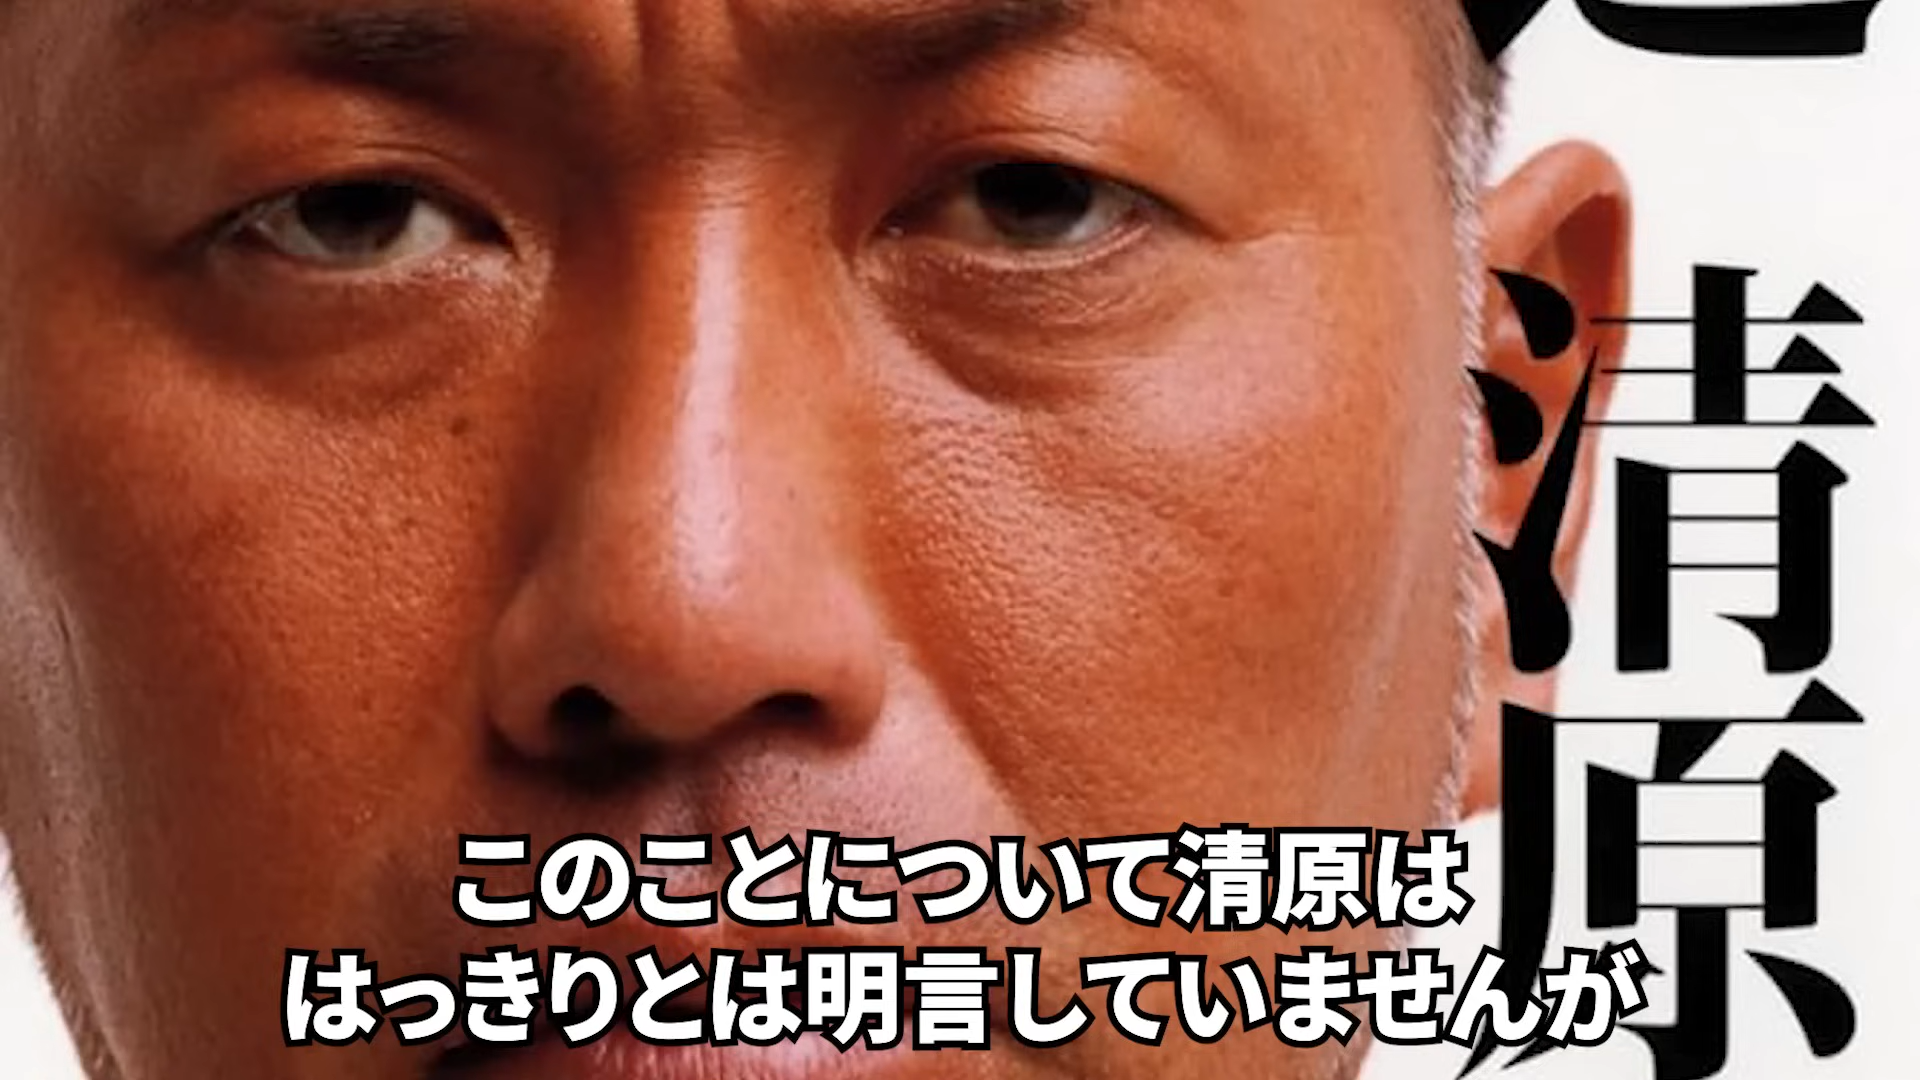 清原
このことについて清原は
はっきりとは明言していませんが